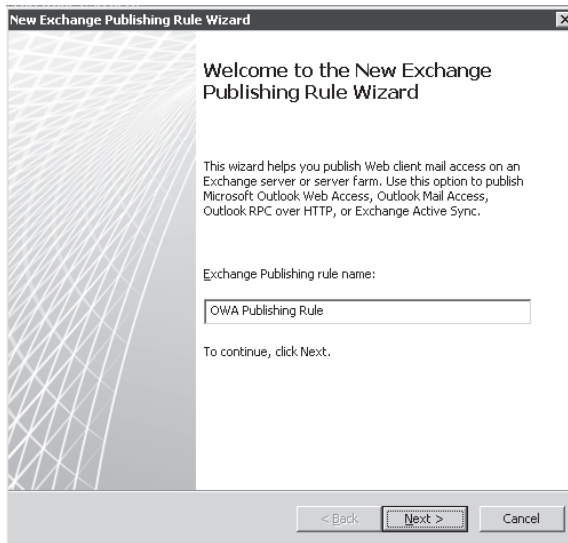 New Exchange Publishing Rule Wizard
Welcome to the New Exchange
Publishing Rule Wizard
This wizard helps you publish Web client mail access on an
Exchange server or server farm. Use this option to publish
Microsoft Outlook Web Access, Outlook Mail Access,
Outlook RPC over HTTP, or Exchange Active Sync.
Exchange Publishing rule name:
OWA Publishing Rule
To continue, click Next.
< Back
Next >
Cancel